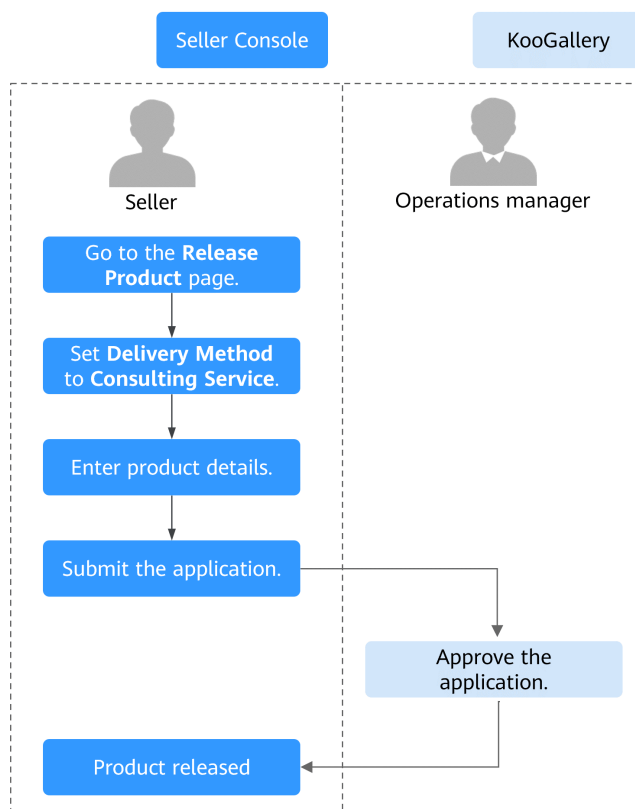 Seller Console
KooGallery
Seller
Operations manager
Go to the Release
Product page.
Set Delivery Method
to Consulting Service.
Enter product details.
Submit the application.
Approve the
application.
Product released